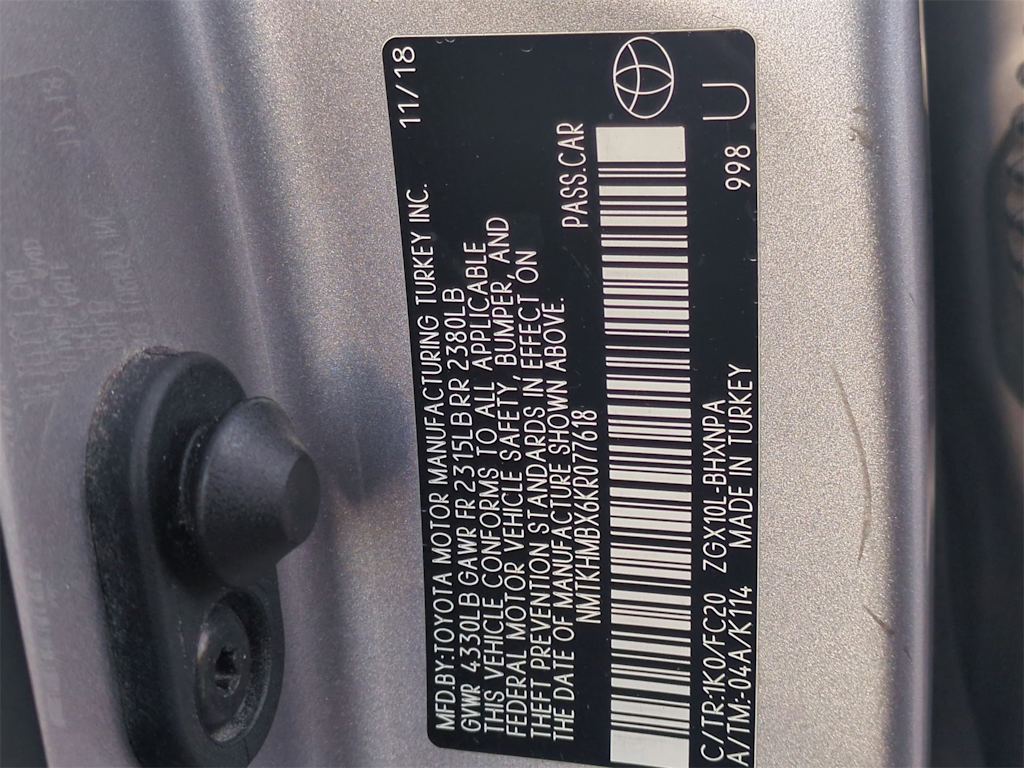 MFD.BY:TOYOTA MOTOR MANUFACTURING TURKEY INC. 11/18
GVWR 4330LB GAWR FR 2315LB RR 2380LB
THIS VEHICLE CONFORMS TO ALL APPLICABLE
FEDERAL MOTOR VEHICLE SAFETY, BUMPER, AND
THEFT PREVENTION STANDARDS IN EFFECT ON
THE DATE OF MANUFACTURE SHOWN ABOVE.
NMTKHMBX6KR077618 PASS.CAR
C/TR:1K0/FC20 ZGX10L-BHXNPA 998 U
A/TM:-04A/K114 MADE IN TURKEY